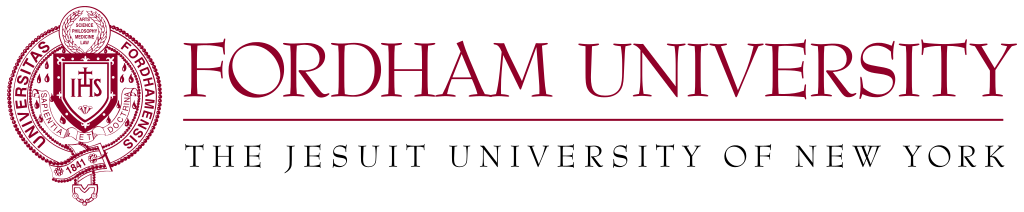 ARTS
SCIENCE
PHILOSOPHY
MEDICINE
LAW
UNIVERSITAS FORDHAMENSIS
IHS
SAPIENTIA ET DOCTRINA
1841
FORDHAM UNIVERSITY
THE JESUIT UNIVERSITY OF NEW YORK